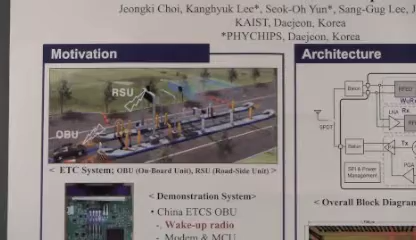 Jeongki Choi, Kanghyuk Lee*, Seok-Oh Yun*, Sang-Gug Lee, J
KAIST, Daejeon, Korea
*PHYCHIPS, Daejeon, Korea
Motivation
RSU
OBU
< ETC System; OBU (On-Board Unit), RSU (Road-Side Unit) >
< Demonstration System>
• China ETCS OBU
- Wake-up radio
- Modem & MCU
Architecture
SPDT
Balun
Balun
LNA
Rx
Tx
SPI & Power
Management
< Overall Block Diagram